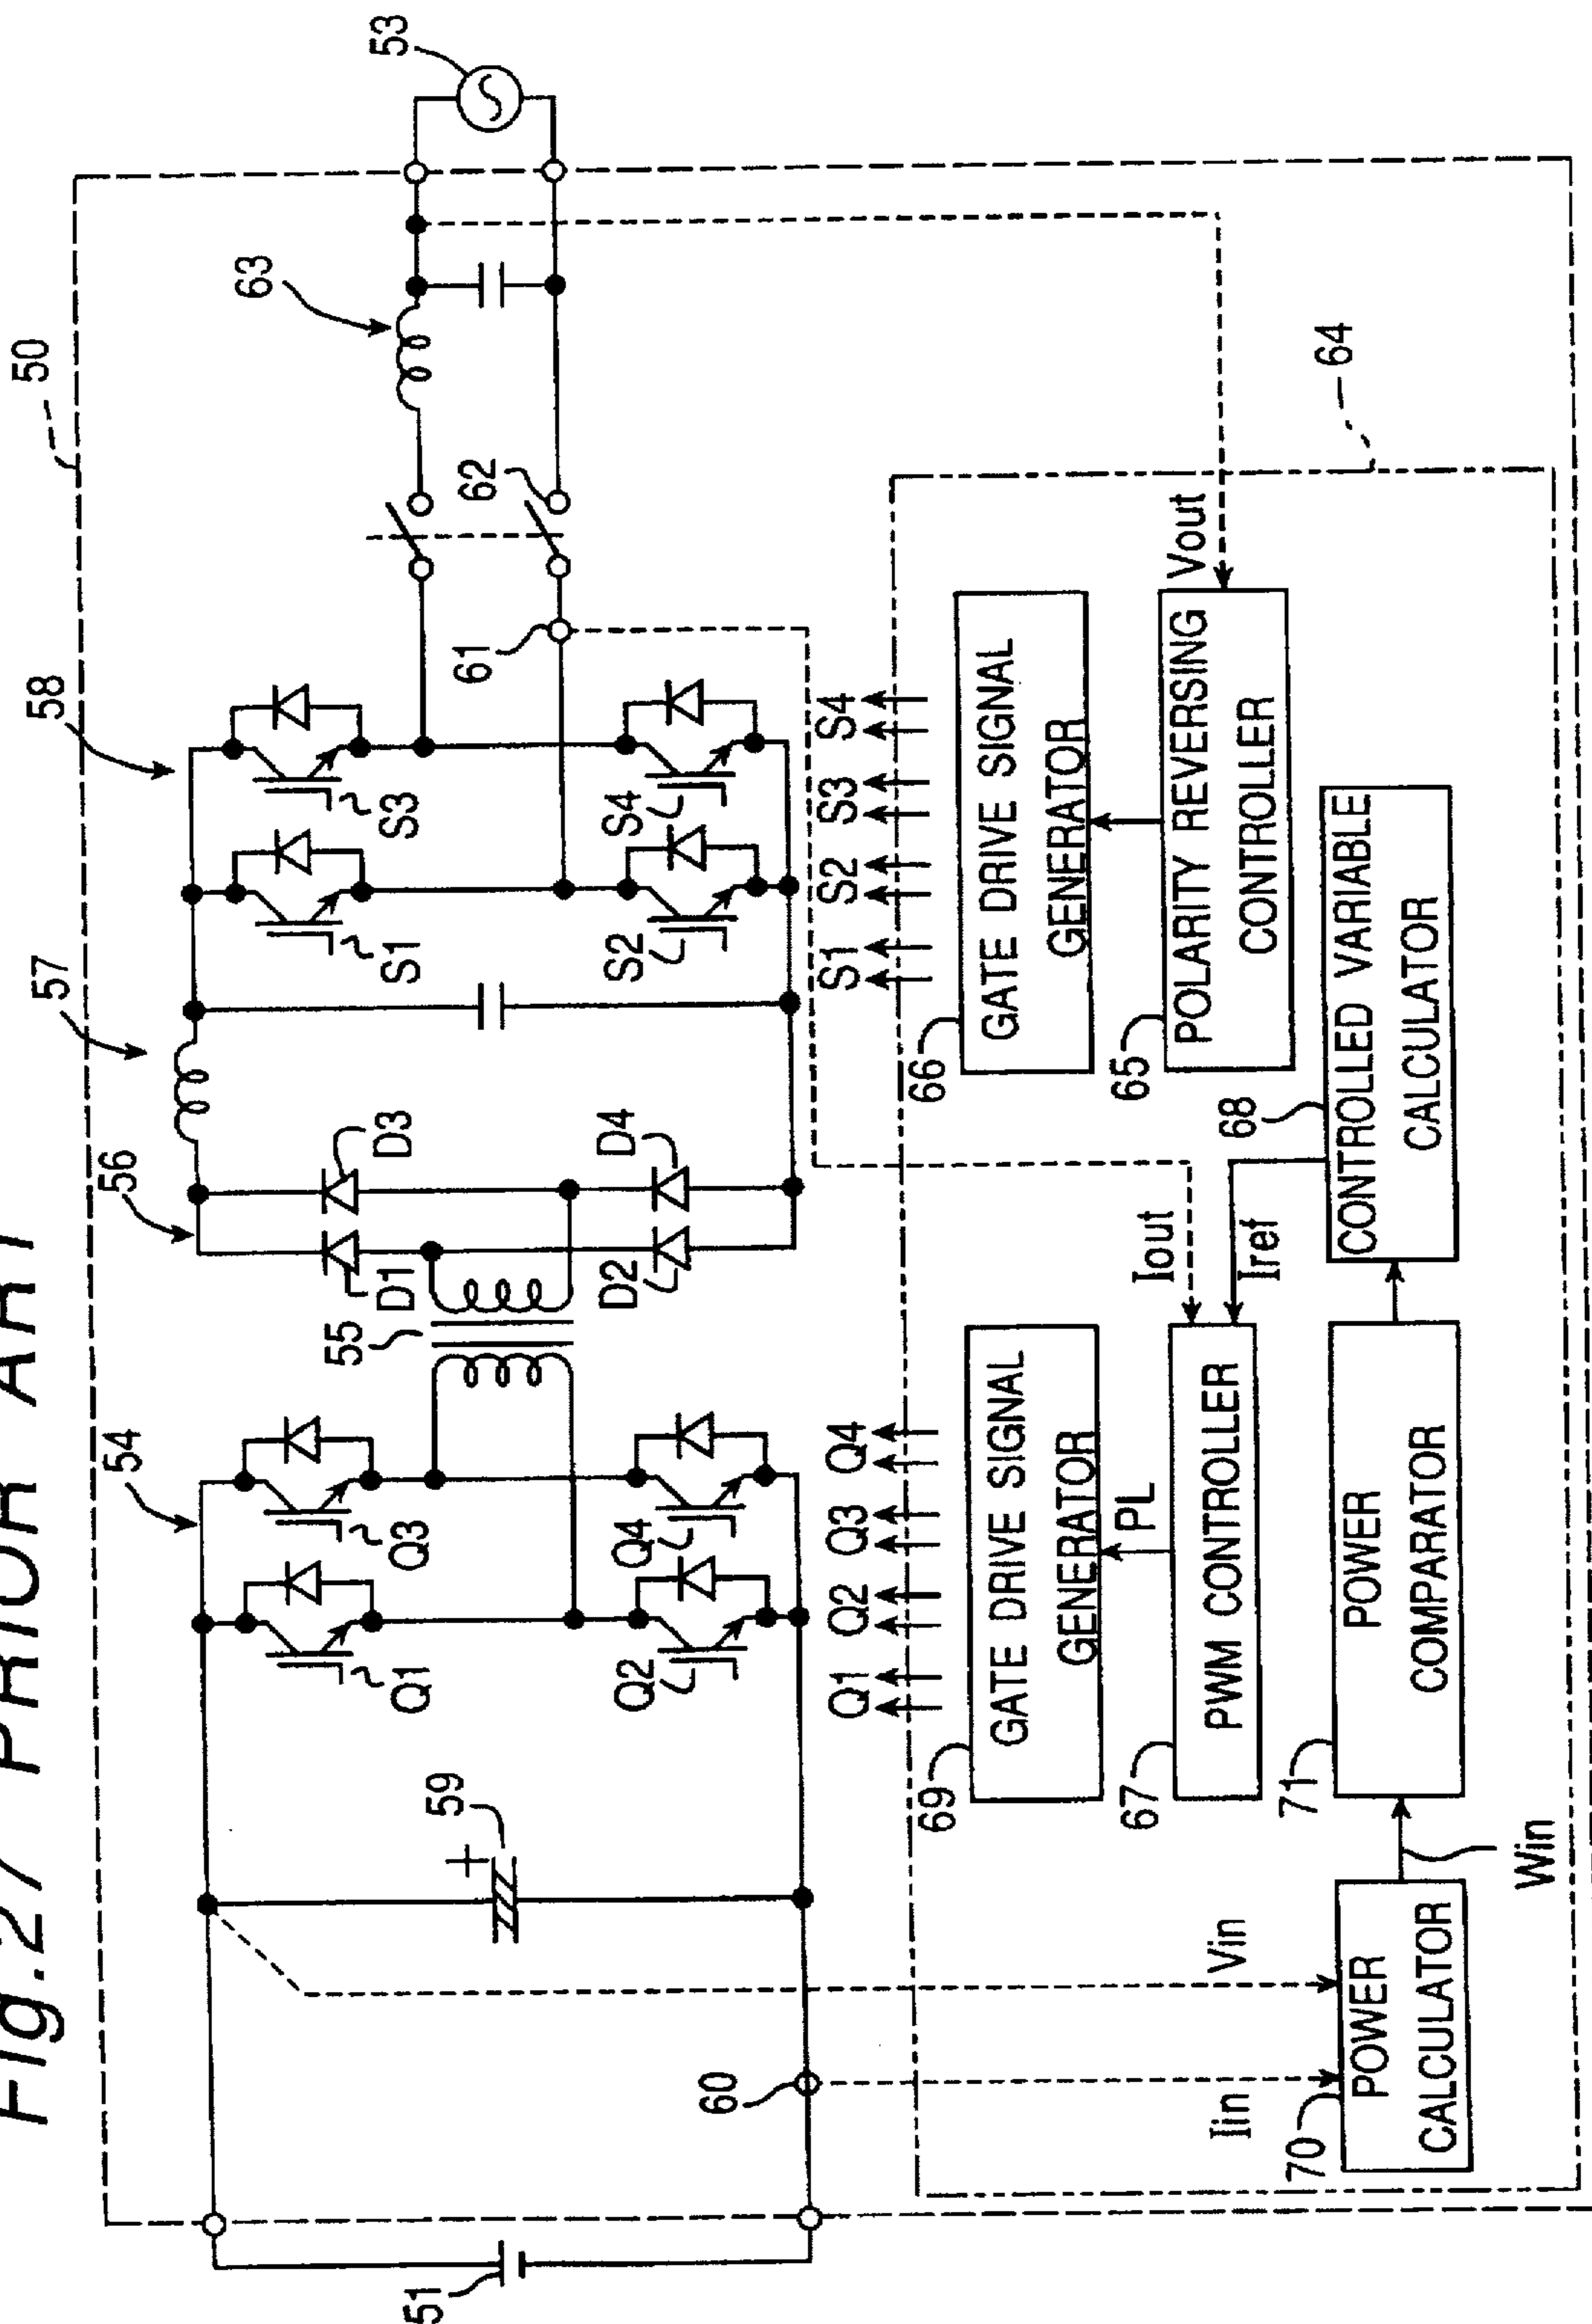 Fig.27 PRIOR ART
50
54
56
57
58
63
53
51
59
Q1
Q3
Q2
Q4
55
D1
D3
D2
D4
S1
S3
S2
S4
61
62
60
64
Q1 Q2 Q3 Q4
S1 S2 S3 S4
Iin
Vin
70
POWER
CALCULATOR
Win
71
POWER
COMPARATOR
69
GATE DRIVE SIGNAL
GENERATOR
PL
67
PWM CONTROLLER
Iout
Iref
68
CONTROLLED VARIABLE
CALCULATOR
66
GATE DRIVE SIGNAL
GENERATOR
65
POLARITY REVERSING
CONTROLLER
Vout